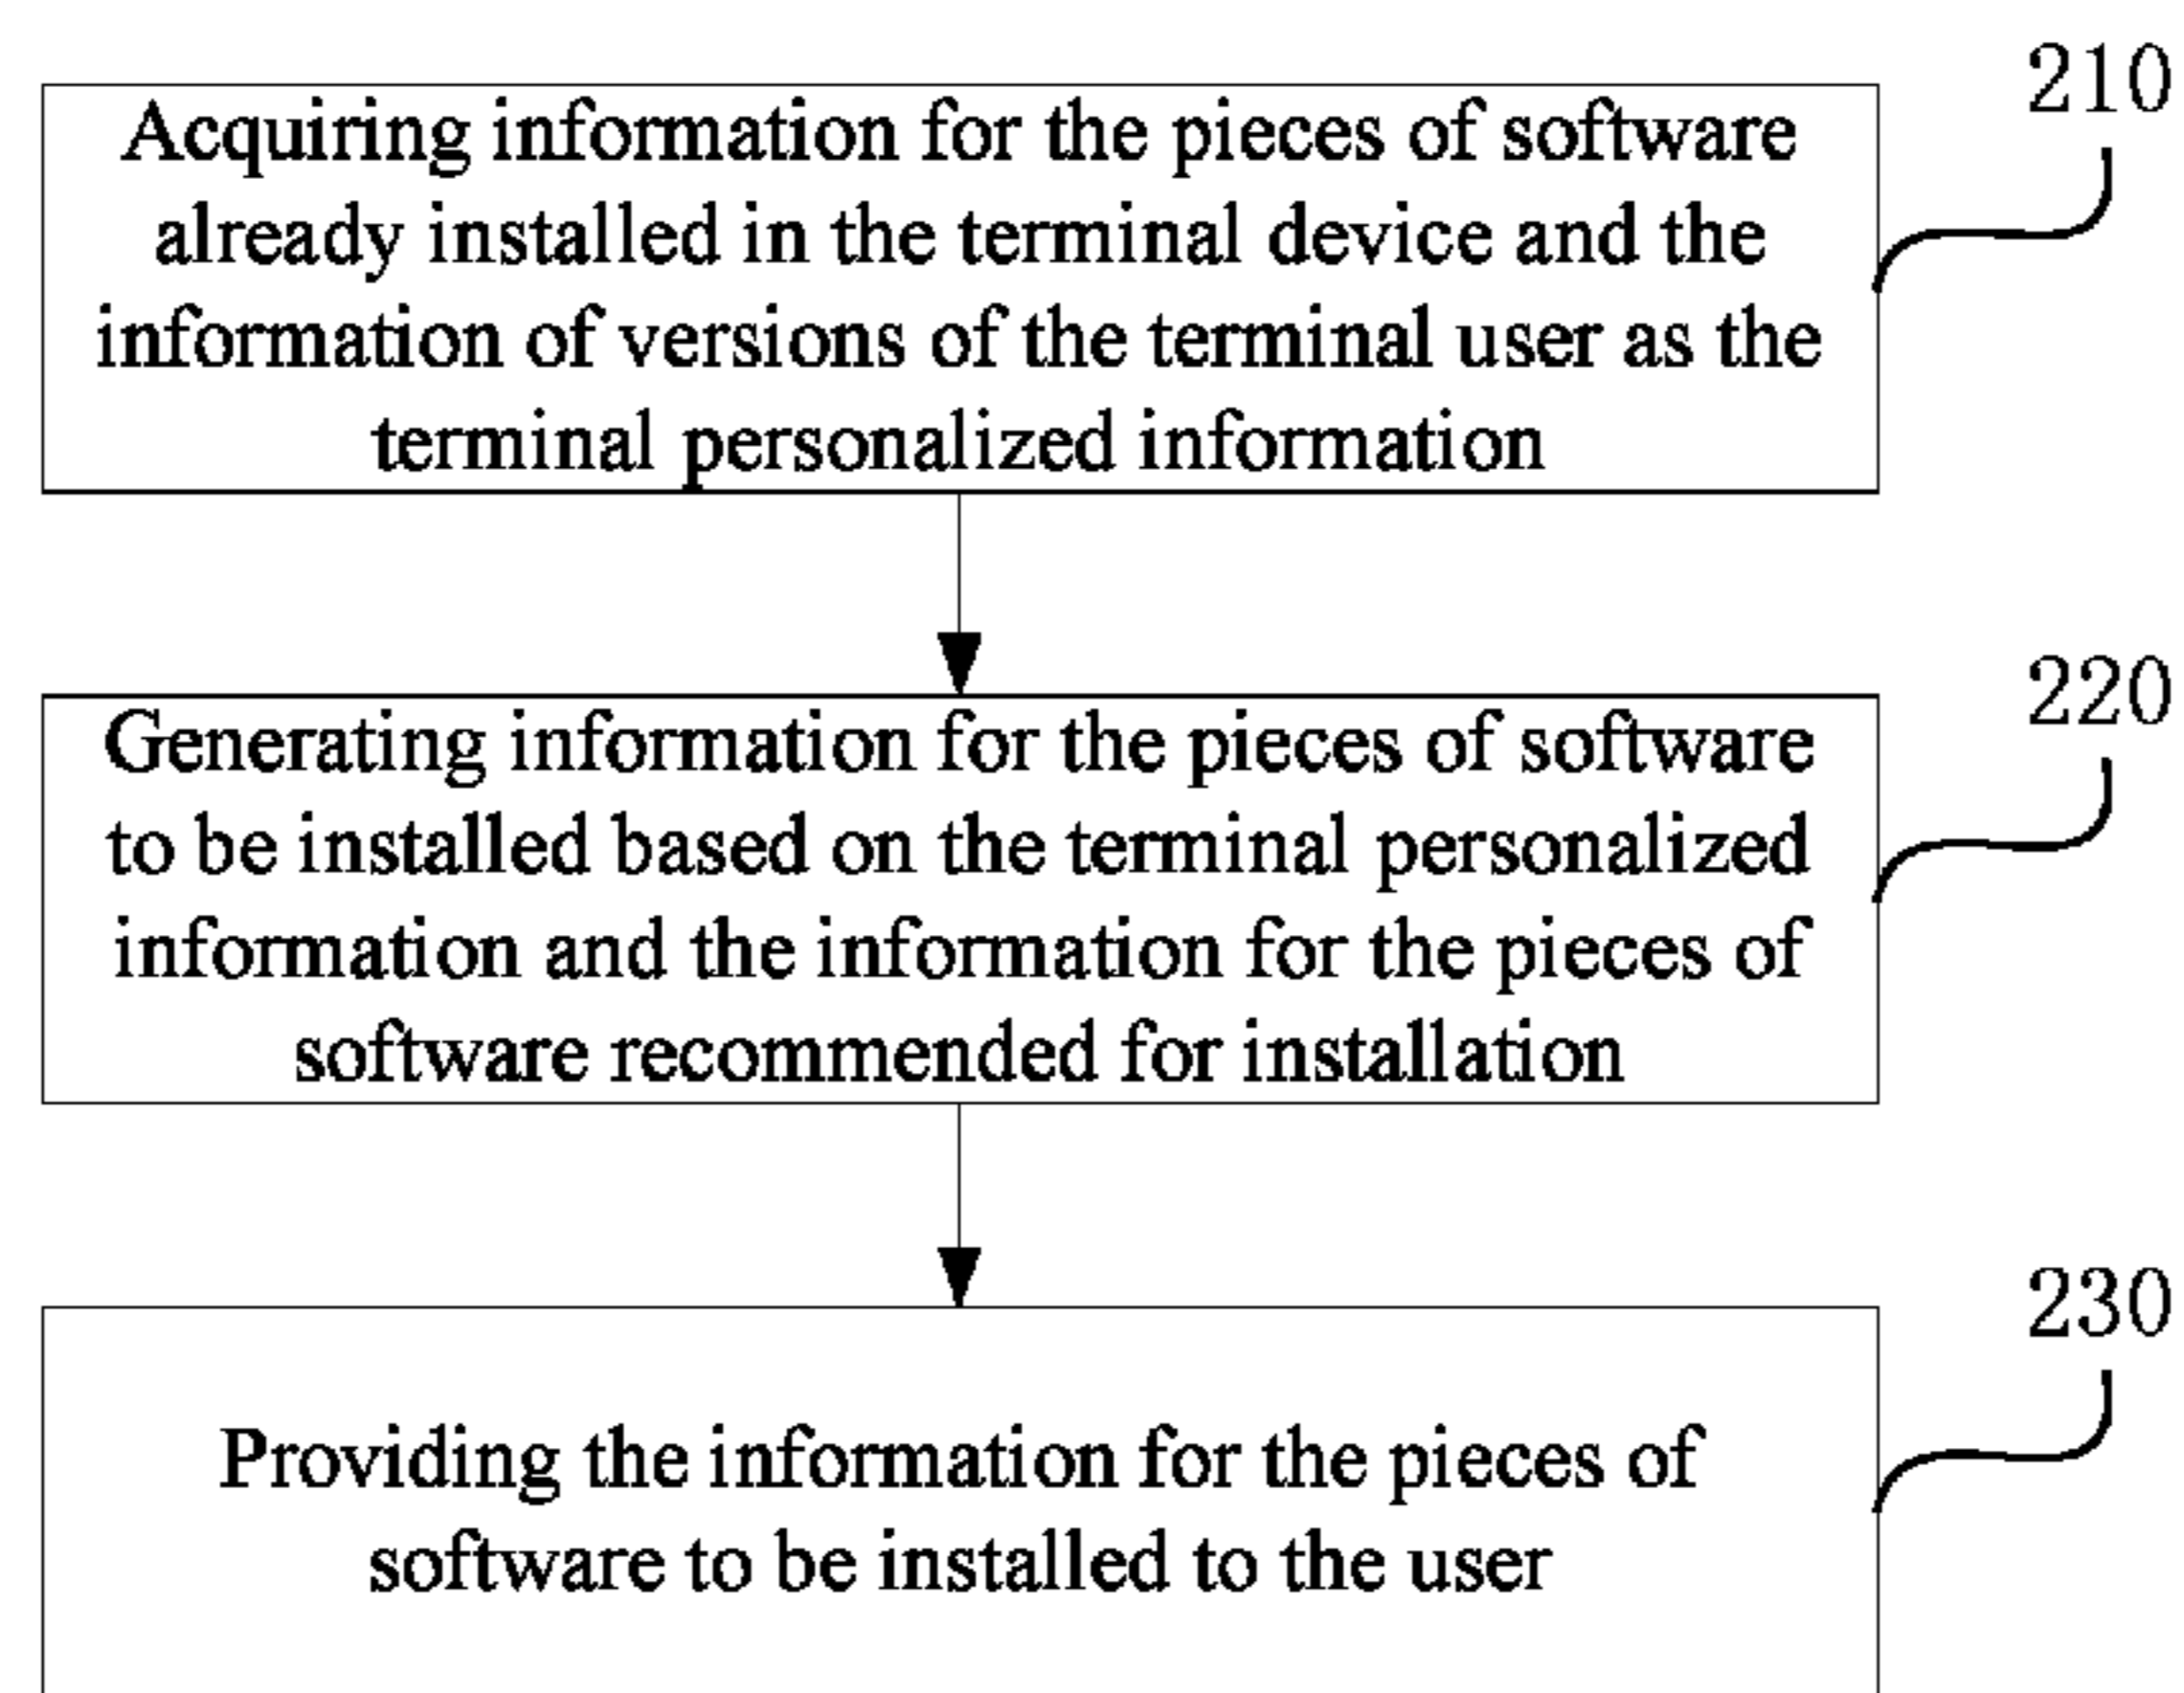 210
Acquiring information for the pieces of software
already installed in the terminal device and the
information of versions of the terminal user as the
terminal personalized information
220
Generating information for the pieces of software
to be installed based on the terminal personalized
information and the information for the pieces of
software recommended for installation
230
Providing the information for the pieces of
software to be installed to the user